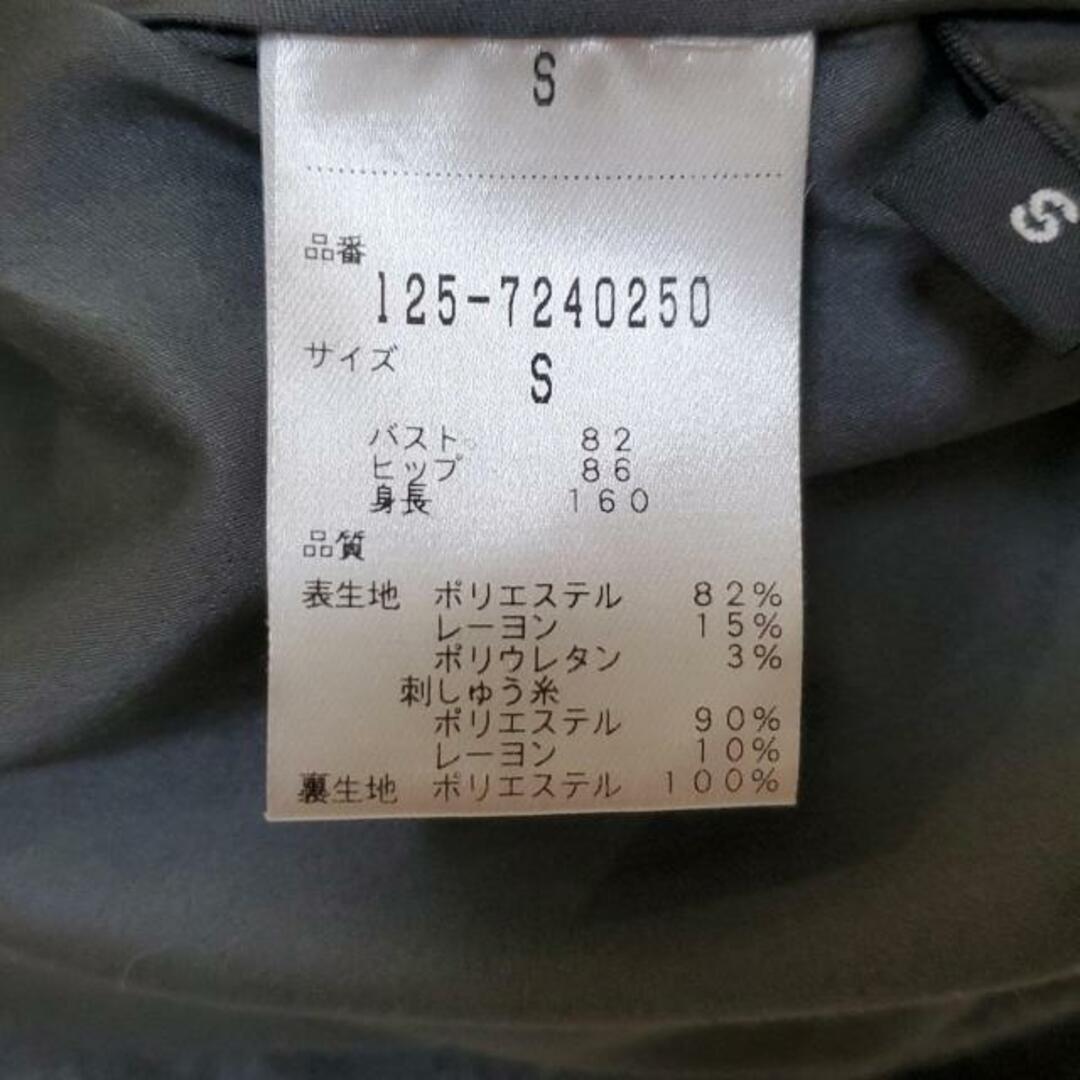 S
品番
125-7240250
サイズ
S
バスト 82
ヒップ 86
身長 160
品質
表生地 ポリエステル 82%
レーヨン 15%
ポリウレタン 3%
刺しゅう糸
ポリエステル 90%
レーヨン 10%
裏生地 ポリエステル 100%
S